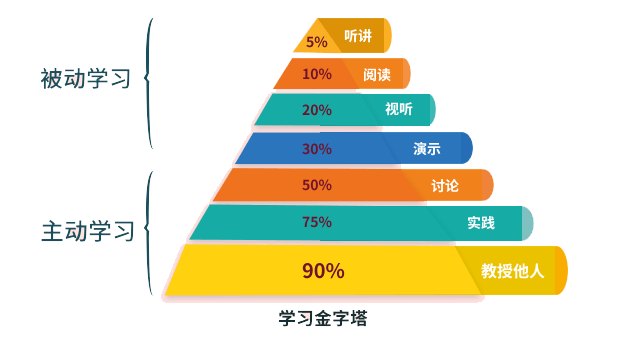 5% 听讲
10% 阅读
被动学习
20% 视听
30% 演示
50% 讨论
75% 实践
主动学习
90% 教授他人
学习金字塔